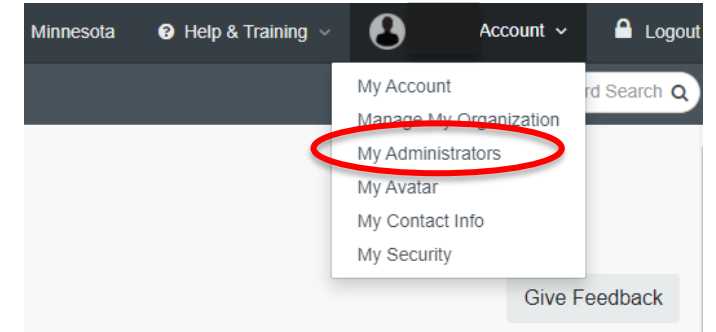 Minnesota Help & Training Account Logout
My Account
rd Search
Manage My Organization
My Administrators
My Avatar
My Contact Info
My Security
Give Feedback